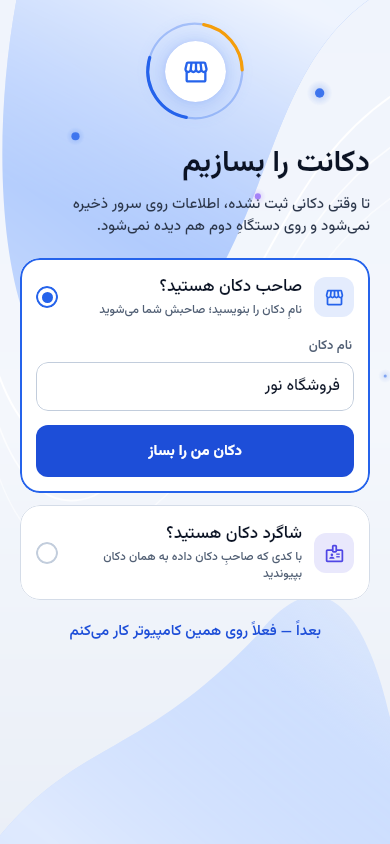 دکانت را بسازیم
تا وقتی دکانی ثبت نشده، اطلاعات روی سرور ذخیره
نمی‌شود و روی دستگاهِ دوم هم دیده نمی‌شود.
صاحب دکان هستید؟
نامِ دکان را بنویسید؛ صاحبش شما می‌شوید
نام دکان
فروشگاه نور
دکان من را بساز
شاگرد دکان هستید؟
با کدی که صاحبِ دکان داده به همان دکان
بپیوندید
بعداً — فعلاً روی همین کامپیوتر کار می‌کنم